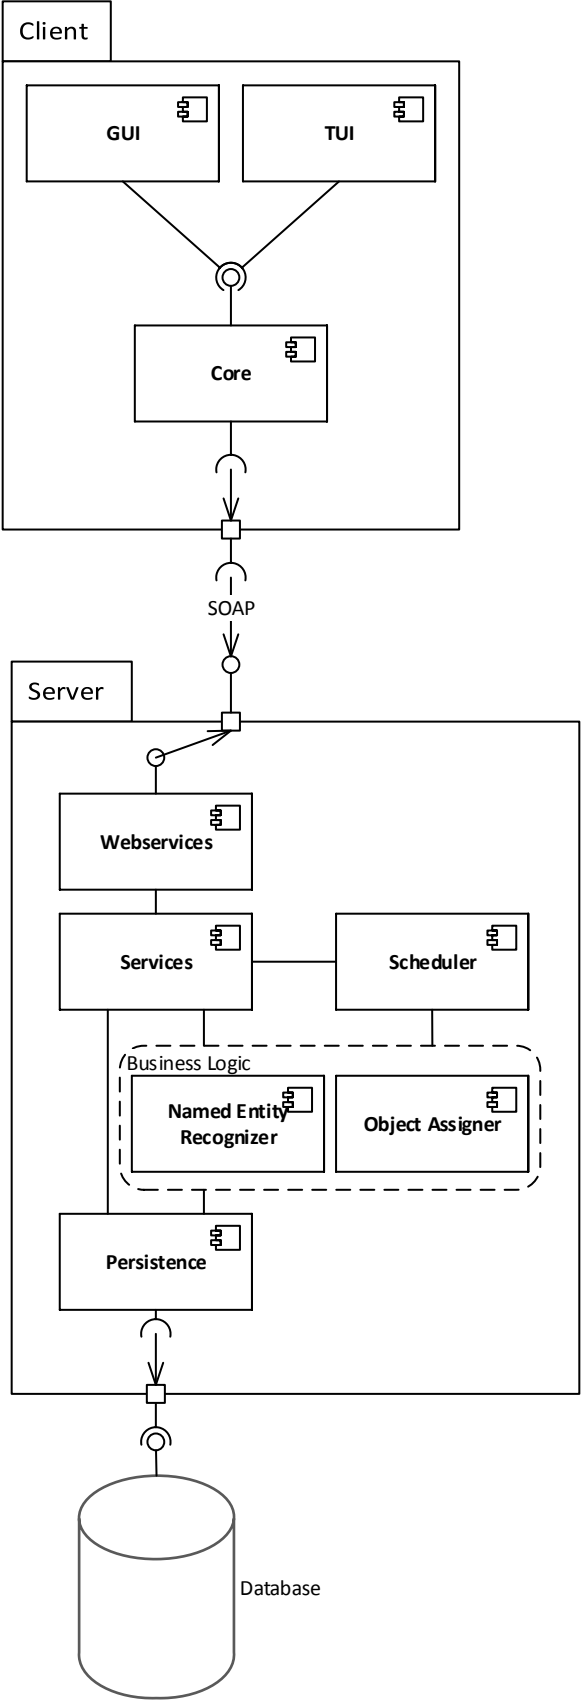 Client
GUI
TUI
Core
SOAP
Server
Webservices
Services
Scheduler
Business Logic
Named Entity
Recognizer
Object Assigner
Persistence
Database